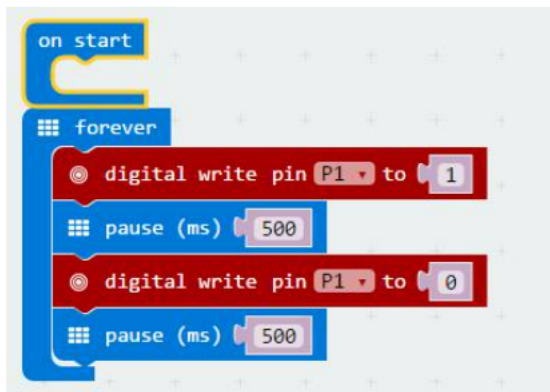 on start
forever
digital write pin P1 to 1
pause (ms) 500
digital write pin P1 to 0
pause (ms) 500